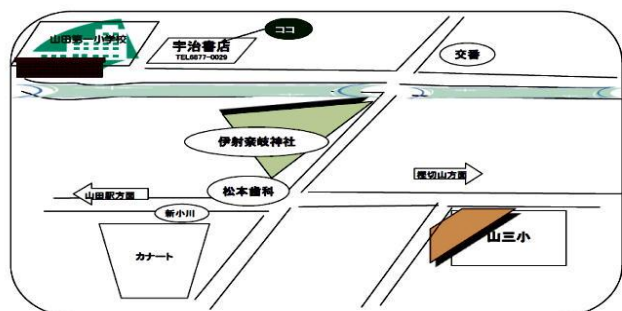 山田第一小学校
宇治書店
TEL6877-0029
ココ
交番
伊射奈岐神社
山田駅方面
松本歯科
樫切山方面
新小川
カナート
山三小